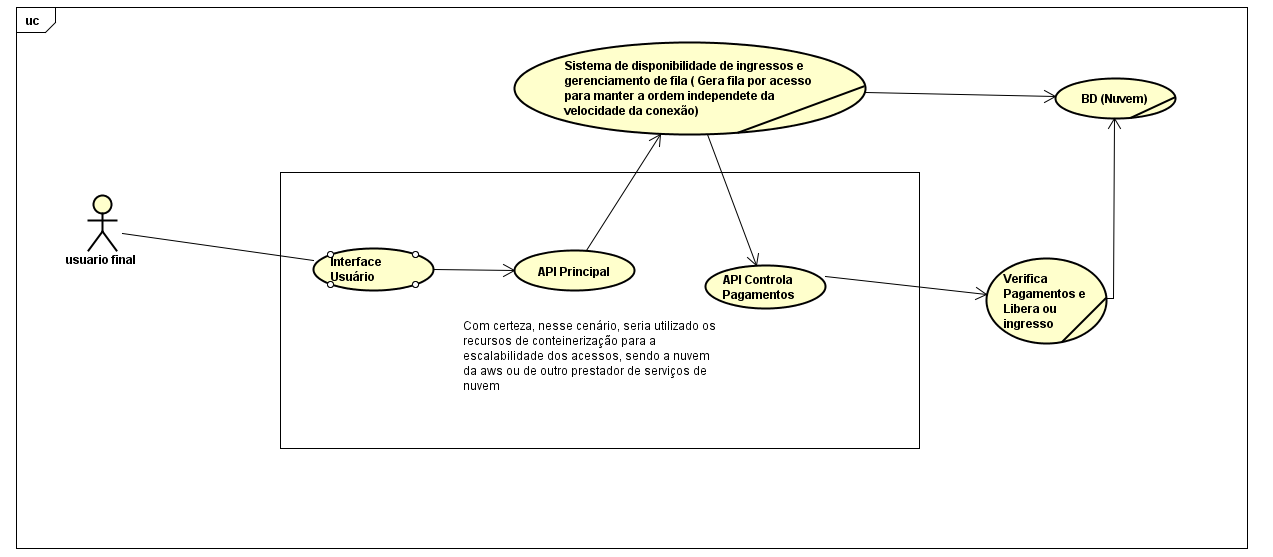 uc
Sistema de disponibilidade de ingressos e
gerenciamento de fila ( Gera fila por acesso
para manter a ordem independete da
velocidade da conexão)
BD (Nuvem)
usuario final
Interface
Usuário
API Principal
API Controla
Pagamentos
Verifica
Pagamentos e
Libera ou
ingresso
Com certeza, nesse cenário, seria utilizado os
recursos de conteinerização para a
escalabilidade dos acessos, sendo a nuvem
da aws ou de outro prestador de serviços de
nuvem